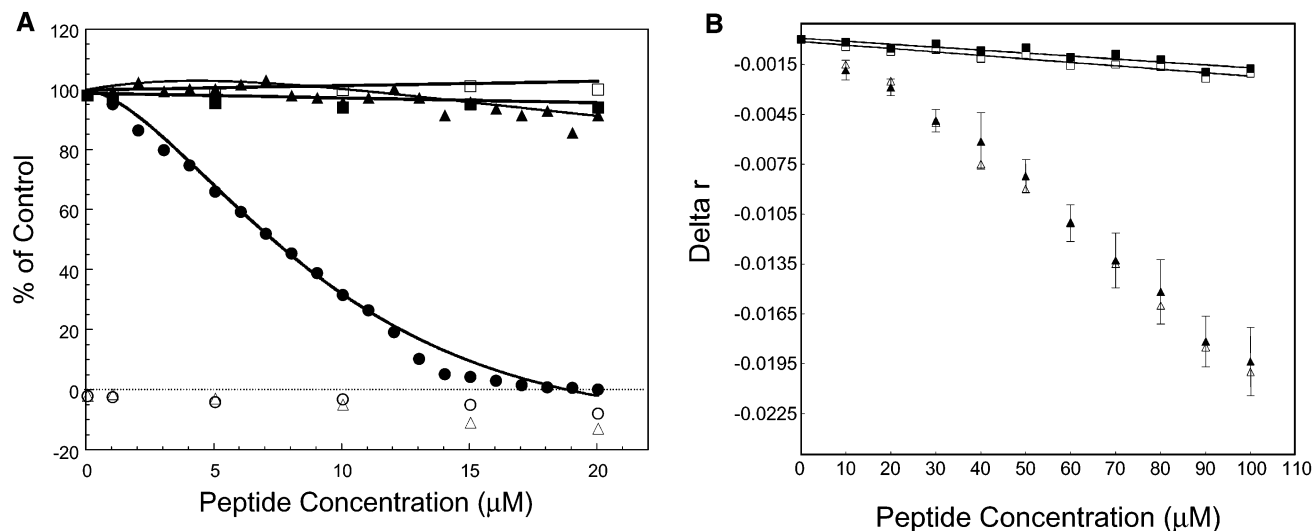 A
120
100
80
60
40
20
0
-20
% of Control
0 5 10 15 20
Peptide Concentration (μM)
B
-0.0015
-0.0045
-0.0075
-0.0105
-0.0135
-0.0165
-0.0195
-0.0225
Delta r
0 10 20 30 40 50 60 70 80 90 100 110
Peptide Concentration (μM)